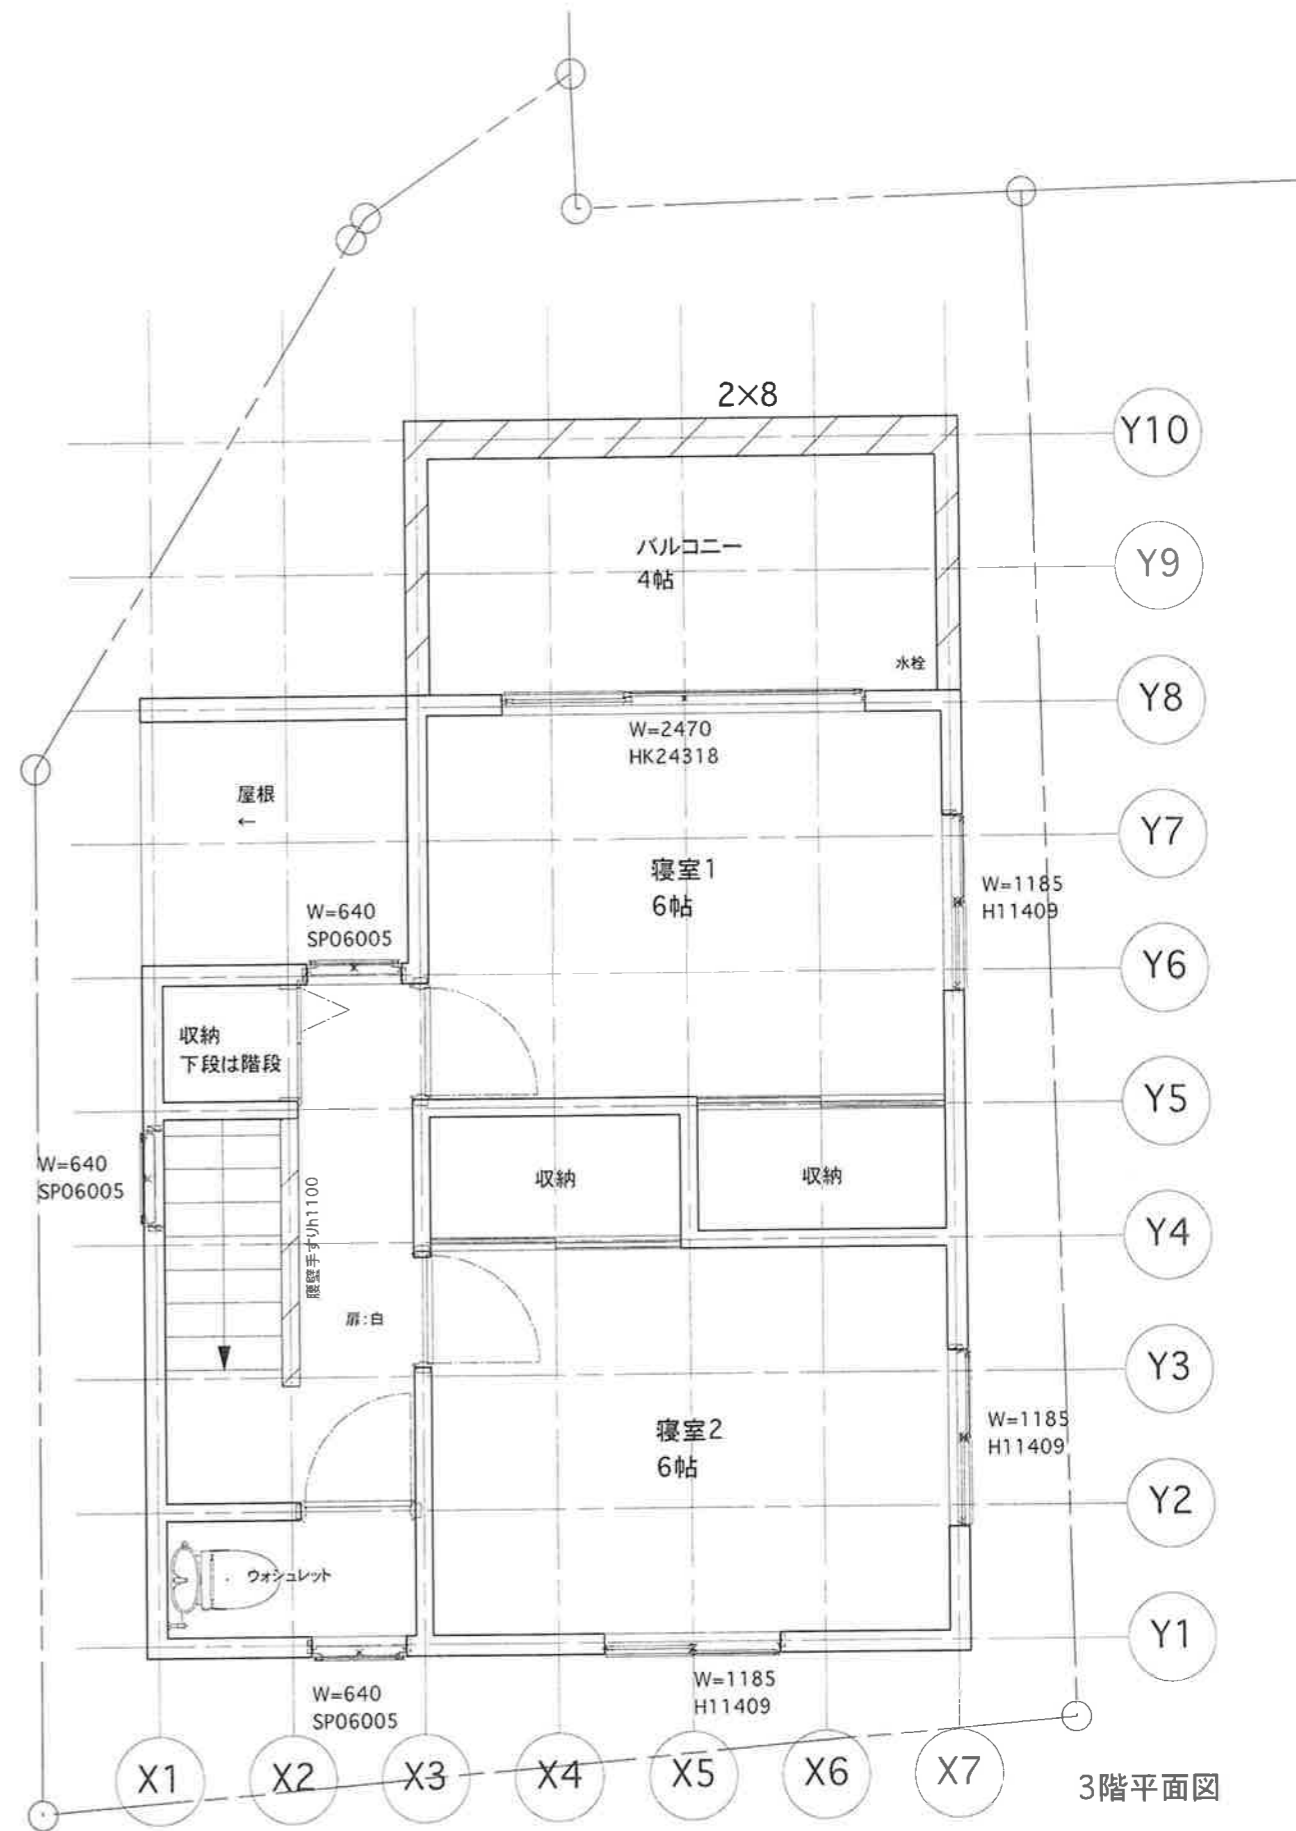 2×8
Y10
バルコニー
4帖
Y9
水栓
Y8
W=2470
HK24318
屋根
←
Y7
寝室1
6帖
W=1185
H11409
W=640
SP06005
Y6
収納
下段は階段
Y5
W=640
SP06005
収納
収納
腰壁手すりh1100
Y4
扉:白
Y3
寝室2
6帖
W=1185
H11409
Y2
ウォシュレット
Y1
W=640
SP06005
W=1185
H11409
X1
X2
X3
X4
X5
X6
X7
3階平面図